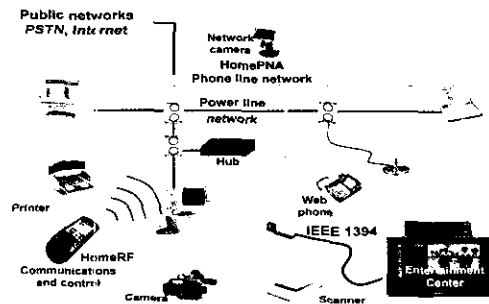 Public networks
PSTN, Internet
Network
camera
HomePNA
Phone line network
Power line
network
Hub
Printer
Web
phone
IEEE 1394
HomeRF
Communications
and control
Camera
Scanner
Entertainment
Center